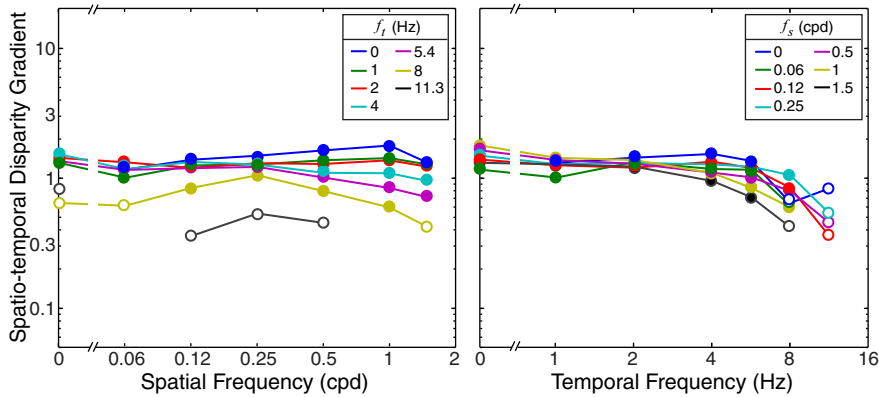 Spatio-temporal Disparity Gradient
10
3
1
0.3
0.1
f_t (Hz)
0 5.4
1 8
2 11.3
4
0 0.06 0.12 0.25 0.5 1 2
Spatial Frequency (cpd)
f_s (cpd)
0 0.5
0.06 1
0.12 1.5
0.25
0 1 2 4 8 16
Temporal Frequency (Hz)